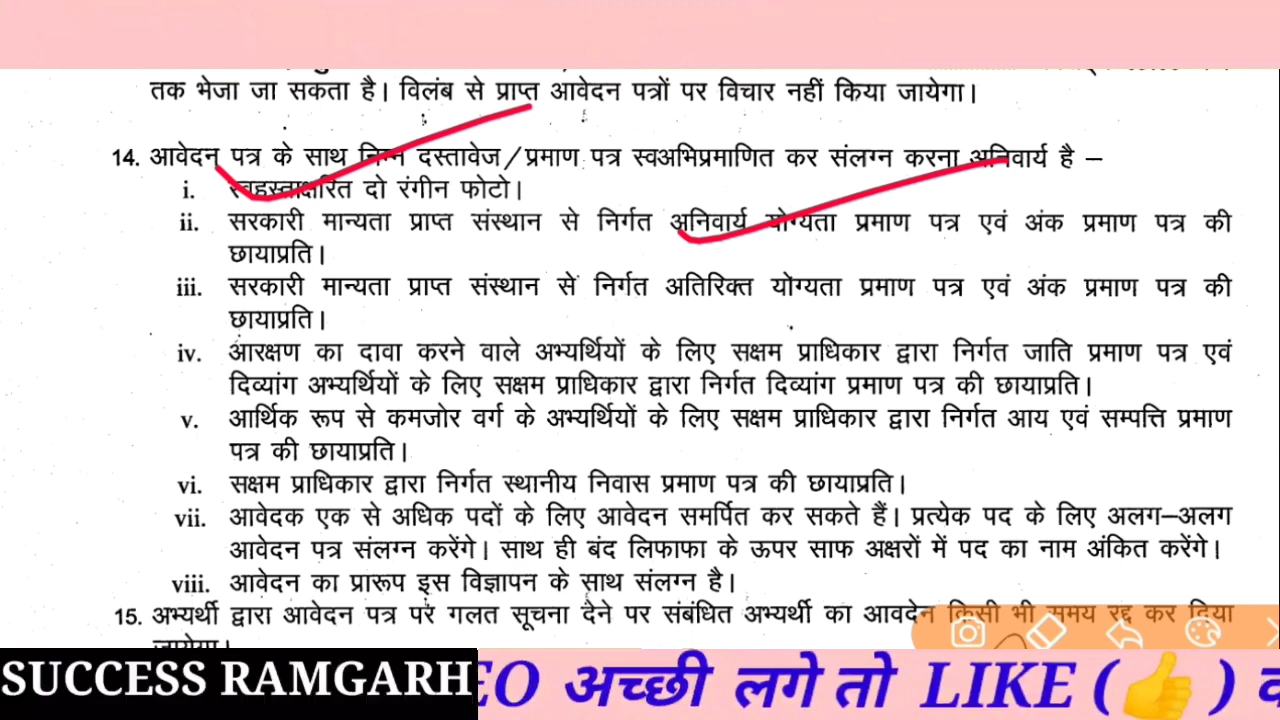 तक भेजा जा सकता है। विलंब से प्राप्त आवेदन पत्रों पर विचार नहीं किया जायेगा।
14. आवेदन पत्र के साथ निम्न दस्तावेज/प्रमाण पत्र स्वअभिप्रमाणित कर संलग्न करना अनिवार्य है –
i. स्वहस्ताक्षरित दो रंगीन फोटो।
ii. सरकारी मान्यता प्राप्त संस्थान से निर्गत अनिवार्य योग्यता प्रमाण पत्र एवं अंक प्रमाण पत्र की
छायाप्रति।
iii. सरकारी मान्यता प्राप्त संस्थान से निर्गत अतिरिक्त योग्यता प्रमाण पत्र एवं अंक प्रमाण पत्र की
छायाप्रति।
iv. आरक्षण का दावा करने वाले अभ्यर्थियों के लिए सक्षम प्राधिकार द्वारा निर्गत जाति प्रमाण पत्र एवं
दिव्यांग अभ्यर्थियों के लिए सक्षम प्राधिकार द्वारा निर्गत दिव्यांग प्रमाण पत्र की छायाप्रति।
v. आर्थिक रूप से कमजोर वर्ग के अभ्यर्थियों के लिए सक्षम प्राधिकार द्वारा निर्गत आय एवं सम्पत्ति प्रमाण
पत्र की छायाप्रति।
vi. सक्षम प्राधिकार द्वारा निर्गत स्थानीय निवास प्रमाण पत्र की छायाप्रति।
vii. आवेदक एक से अधिक पदों के लिए आवेदन समर्पित कर सकते हैं। प्रत्येक पद के लिए अलग–अलग
आवेदन पत्र संलग्न करेंगे। साथ ही बंद लिफाफा के ऊपर साफ अक्षरों में पद का नाम अंकित करेंगे।
viii. आवेदन का प्रारूप इस विज्ञापन के साथ संलग्न है।
15. अभ्यर्थी द्वारा आवेदन पत्र पर गलत सूचना देने पर संबंधित अभ्यर्थी का आवदेन किसी भी समय रद्द कर दिया
जायेगा।
SUCCESS RAMGARH
EO अच्छी लगे तो LIKE (👍)